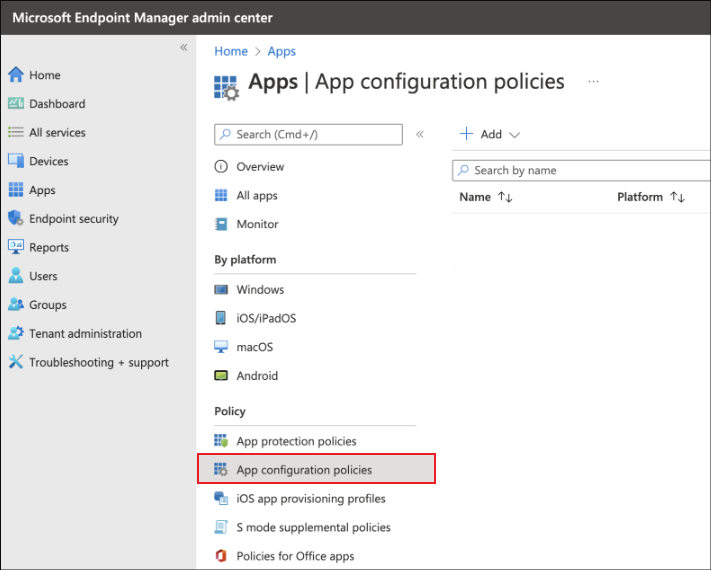 Microsoft Endpoint Manager admin center
Home > Apps
Apps | App configuration policies ...
Search (Cmd+/)
Overview
All apps
Monitor
By platform
Windows
iOS/iPadOS
macOS
Android
Policy
App protection policies
App configuration policies
iOS app provisioning profiles
S mode supplemental policies
Policies for Office apps
Home
Dashboard
All services
Devices
Apps
Endpoint security
Reports
Users
Groups
Tenant administration
Troubleshooting + support
Add
Search by name
Name
Platform